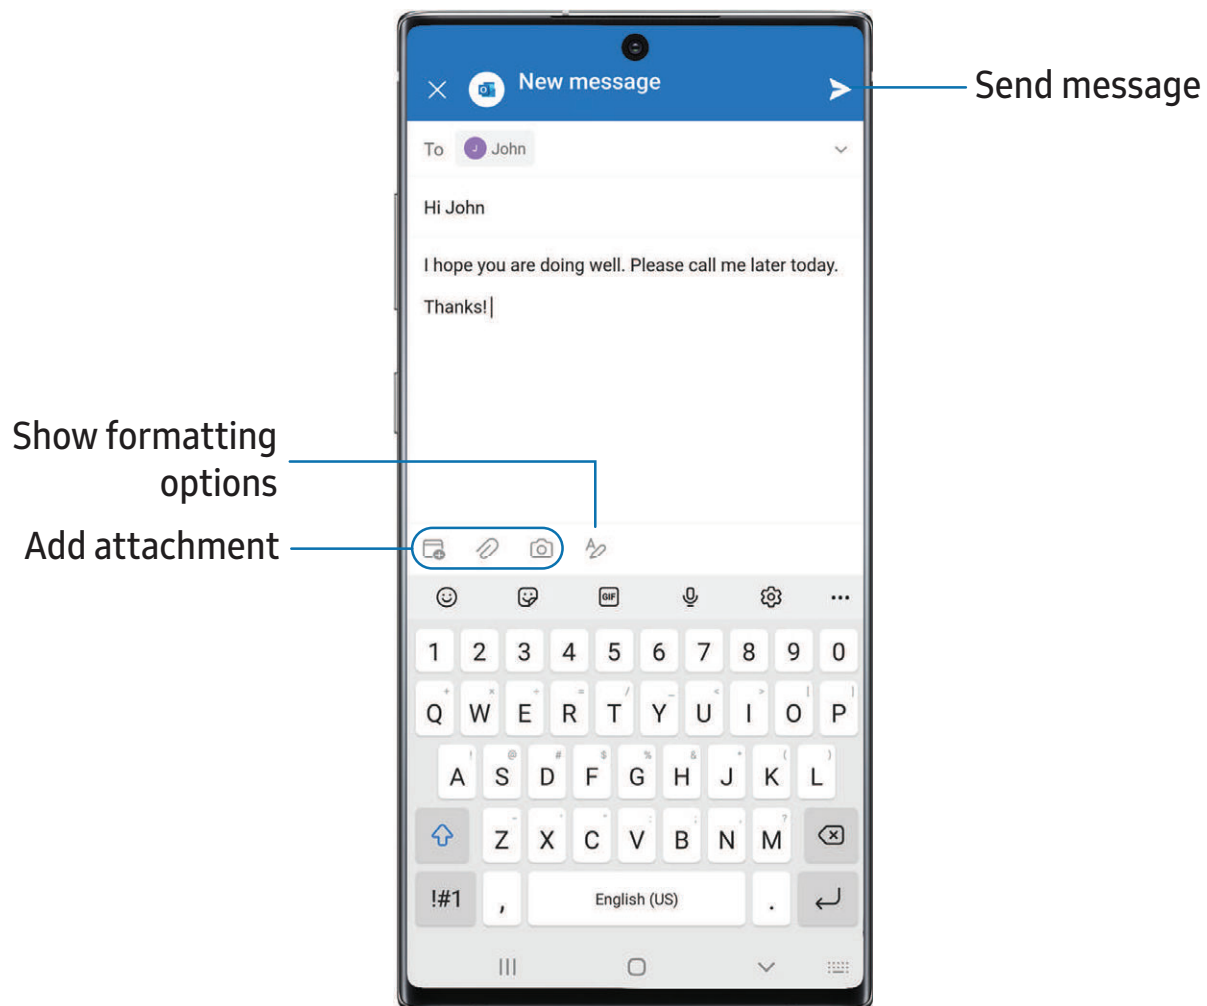 New message
Send message
To J John
Hi John
I hope you are doing well. Please call me later today.
Thanks!
Show formatting
options
Add attachment
GIF
1 2 3 4 5 6 7 8 9 0
+ × ÷ = / _ < > [ ]
Q W E R T Y U I O P
! @ # $ % & * ( )
A S D F G H J K L
- ' " : ; , ?
Z X C V B N M
!#1 , English (US) .